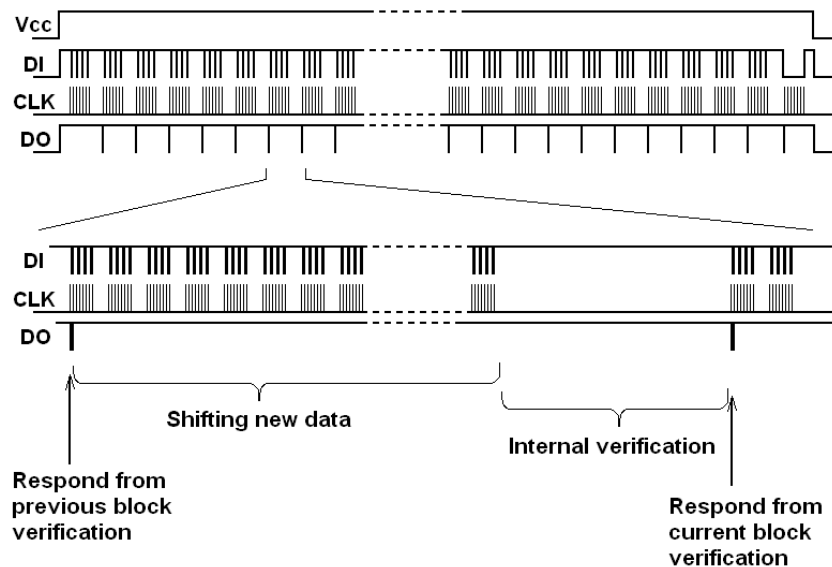 Vcc
DI
CLK
DO
DI
CLK
DO
Shifting new data
Internal verification
Respond from
previous block
verification
Respond from
current block
verification